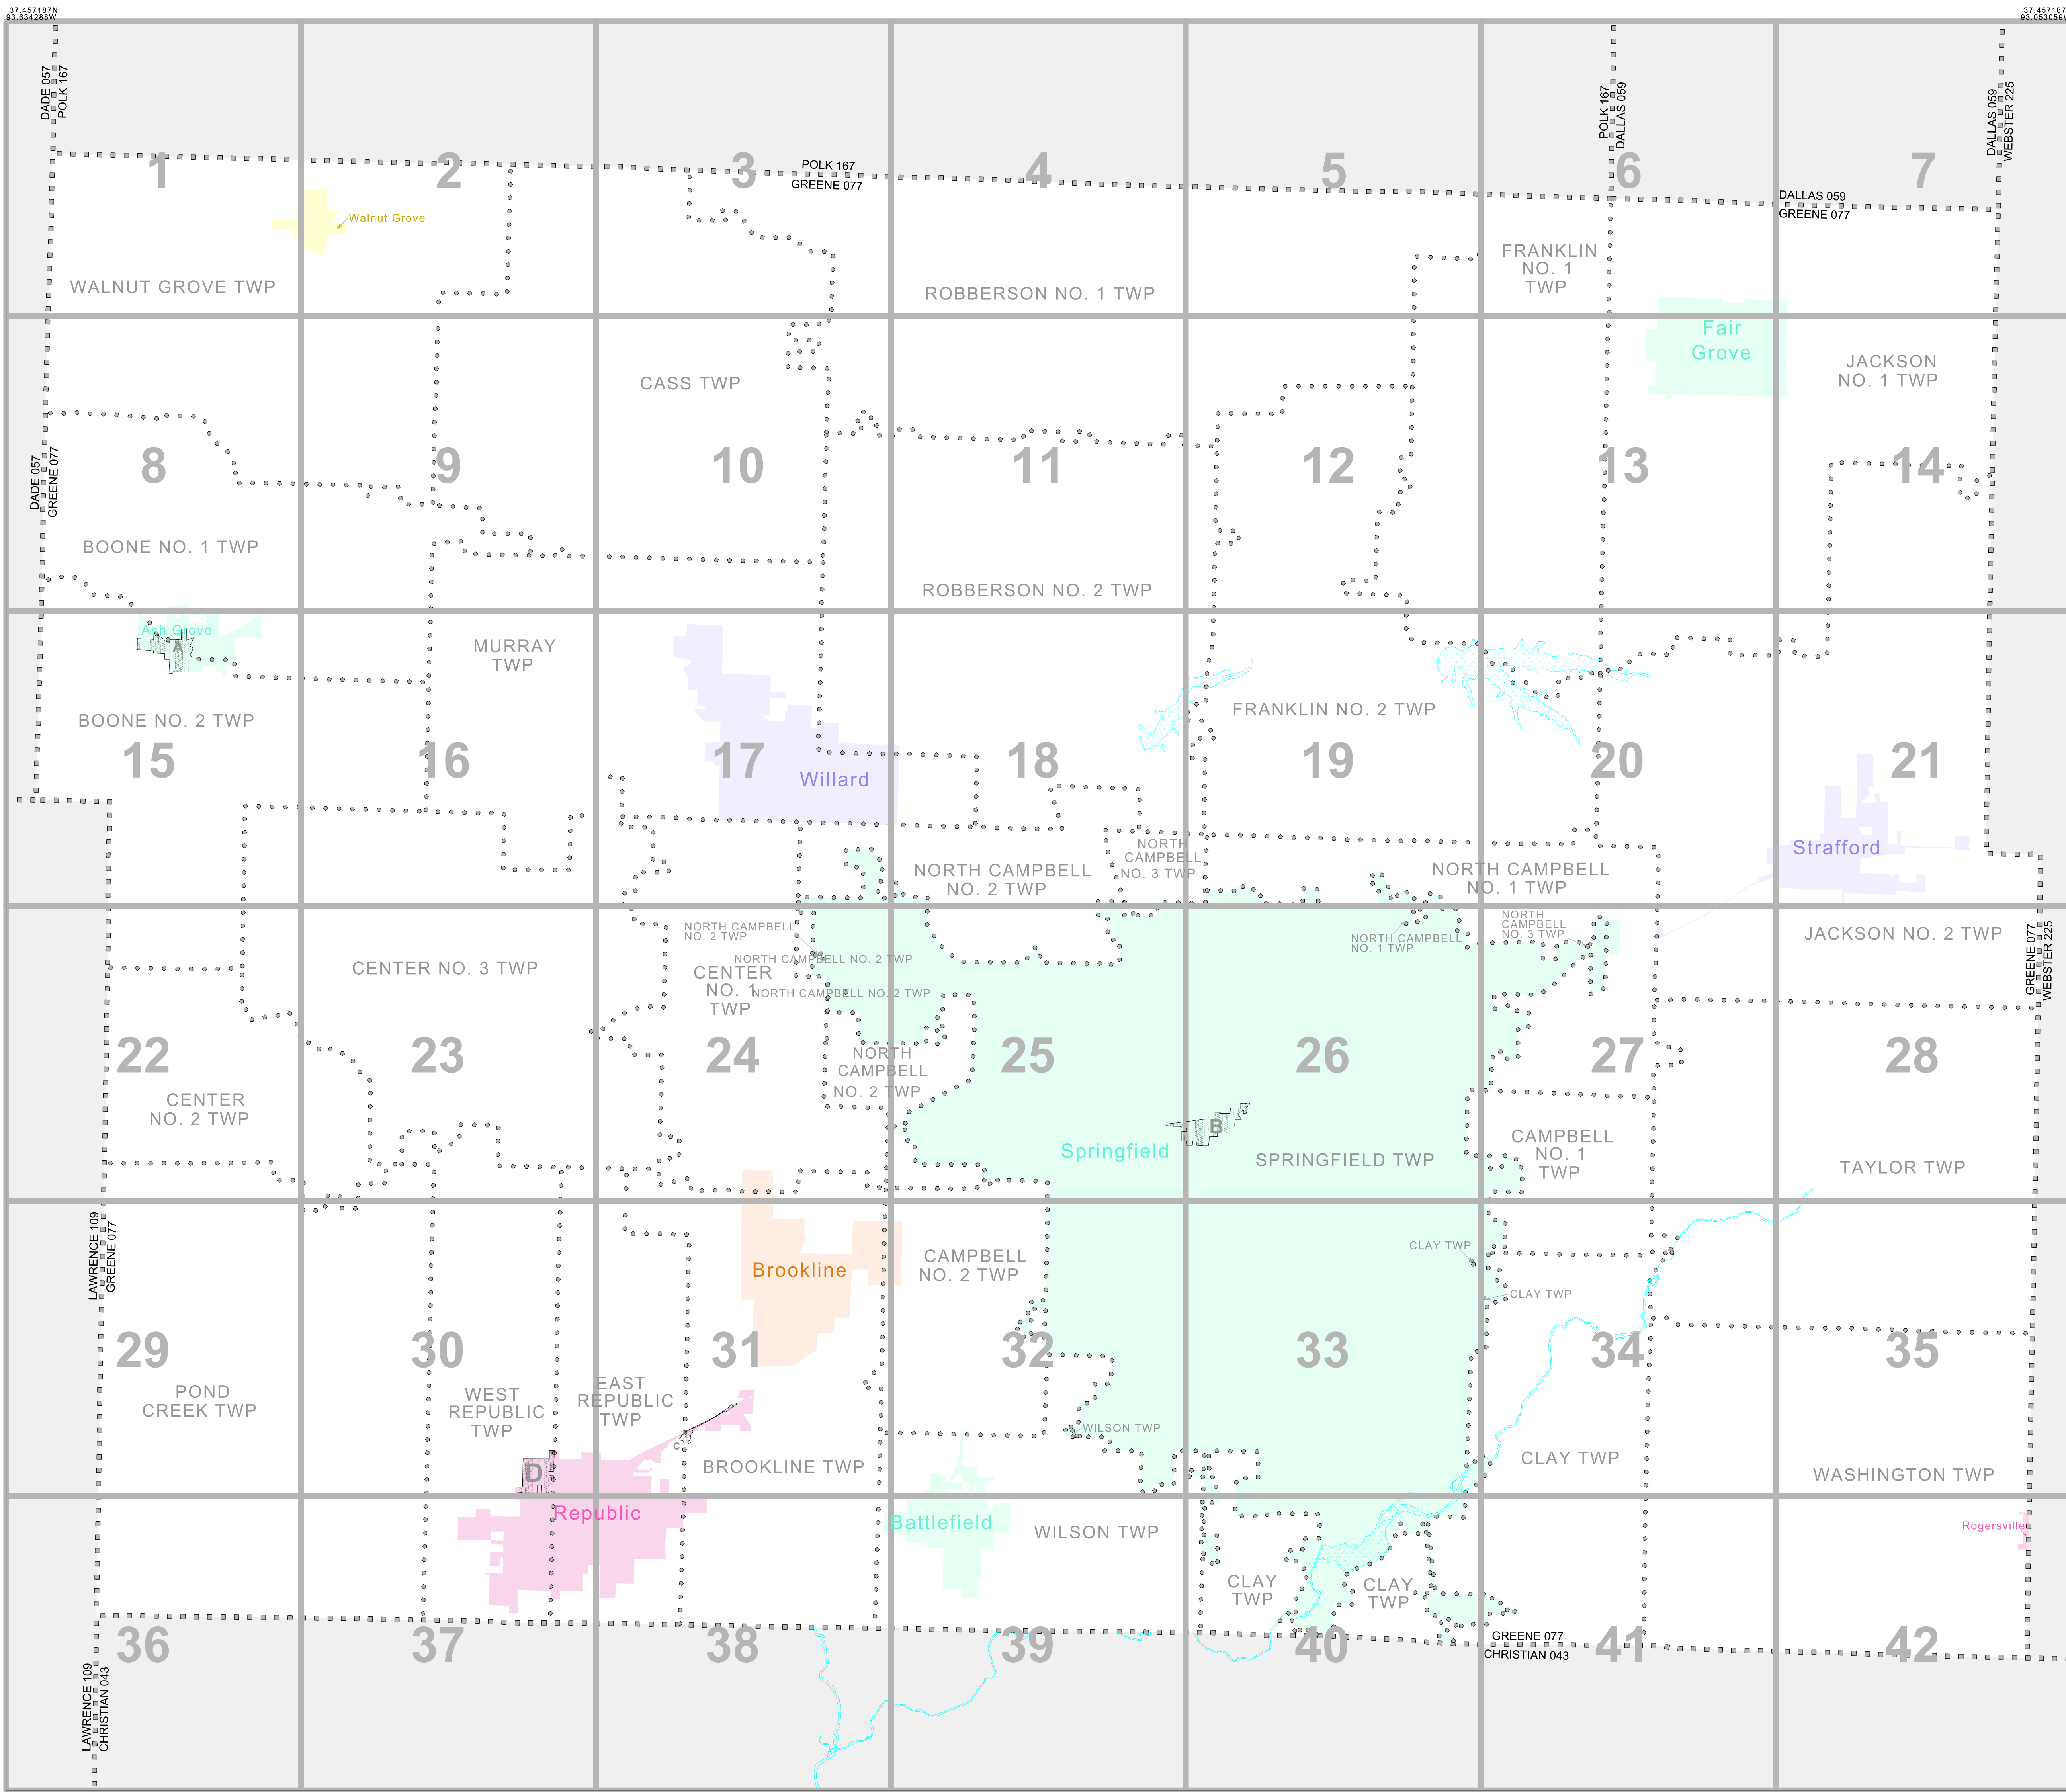 37.457187N
93.634288W
37.457187
93.053059W
DADE 057
POLK 167
POLK 167
DALLAS 059
DALLAS 059
WEBSTER 225
1
2
3
4
5
6
7
POLK 167
GREENE 077
DALLAS 059
GREENE 077
Walnut Grove
WALNUT GROVE TWP
ROBBERSON NO. 1 TWP
FRANKLIN
NO. 1
TWP
Fair
Grove
CASS TWP
JACKSON
NO. 1 TWP
8
9
10
11
12
13
14
DADE 057
GREENE 077
BOONE NO. 1 TWP
ROBBERSON NO. 2 TWP
Ash Grove
A
MURRAY
TWP
BOONE NO. 2 TWP
FRANKLIN NO. 2 TWP
15
16
17
18
19
20
21
Willard
Strafford
NORTH CAMPBELL
NO. 2 TWP
NORTH
CAMPBELL
NO. 3 TWP
NORTH CAMPBELL
NO. 1 TWP
NORTH CAMPBELL
NO. 2 TWP
NORTH CAMPBELL
NO. 1 TWP
NORTH
CAMPBELL
NO. 3 TWP
JACKSON NO. 2 TWP
GREENE 077
WEBSTER 225
CENTER NO. 3 TWP
NORTH CAMPBELL NO. 2 TWP
CENTER
NO. 1
TWP
NORTH CAMPBELL NO. 2 TWP
22
23
24
25
26
27
28
NORTH
CAMPBELL
NO. 2 TWP
CENTER
NO. 2 TWP
B
Springfield
SPRINGFIELD TWP
CAMPBELL
NO. 1
TWP
TAYLOR TWP
LAWRENCE 109
GREENE 077
Brookline
CAMPBELL
NO. 2 TWP
CLAY TWP
CLAY TWP
29
30
31
32
33
34
35
POND
CREEK TWP
WEST
REPUBLIC
TWP
EAST
REPUBLIC
TWP
C
WILSON TWP
D
BROOKLINE TWP
CLAY TWP
WASHINGTON TWP
Republic
Battlefield
WILSON TWP
Rogersville
CLAY
TWP
CLAY
TWP
36
37
38
39
40
41
42
GREENE 077
CHRISTIAN 043
LAWRENCE 109
CHRISTIAN 043